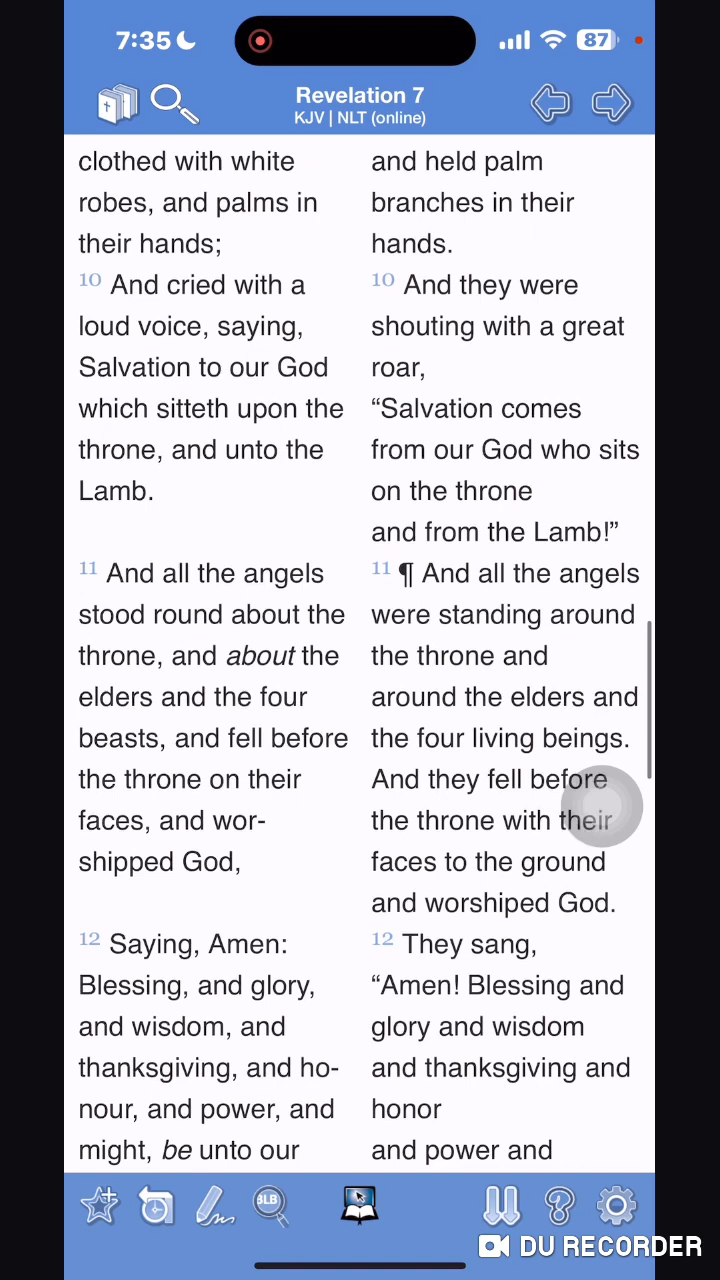 7:35
87
Revelation 7
KJV | NLT (online)
clothed with white
robes, and palms in
their hands;
10 And cried with a
loud voice, saying,
Salvation to our God
which sitteth upon the
throne, and unto the
Lamb.
11 And all the angels
stood round about the
throne, and about the
elders and the four
beasts, and fell before
the throne on their
faces, and wor-
shipped God,
12 Saying, Amen:
Blessing, and glory,
and wisdom, and
thanksgiving, and ho-
nour, and power, and
might, be unto our
and held palm
branches in their
hands.
10 And they were
shouting with a great
roar,
“Salvation comes
from our God who sits
on the throne
and from the Lamb!”
11 ¶ And all the angels
were standing around
the throne and
around the elders and
the four living beings.
And they fell before
the throne with their
faces to the ground
and worshiped God.
12 They sang,
“Amen! Blessing and
glory and wisdom
and thanksgiving and
honor
and power and
BLB
DU RECORDER